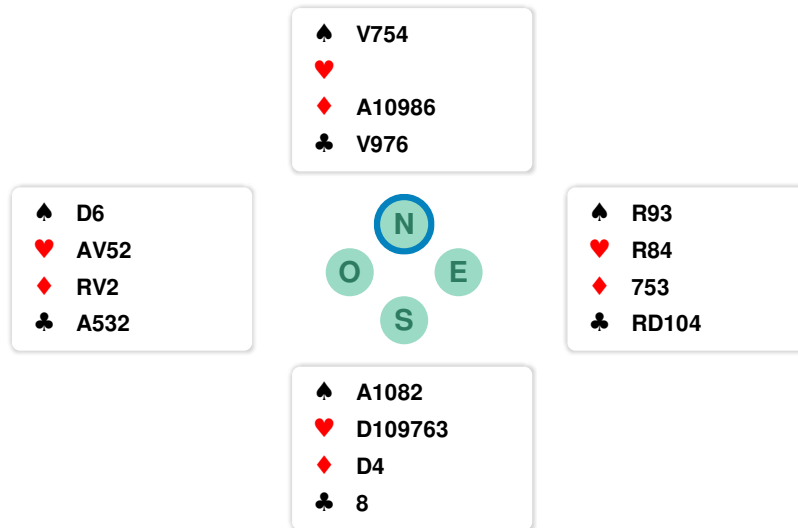 ♠ V754
♥
♦ A10986
♣ V976
♠ D6
♥ AV52
♦ RV2
♣ A532
N
O E
S
♠ R93
♥ R84
♦ 753
♣ RD104
♠ A1082
♥ D109763
♦ D4
♣ 8